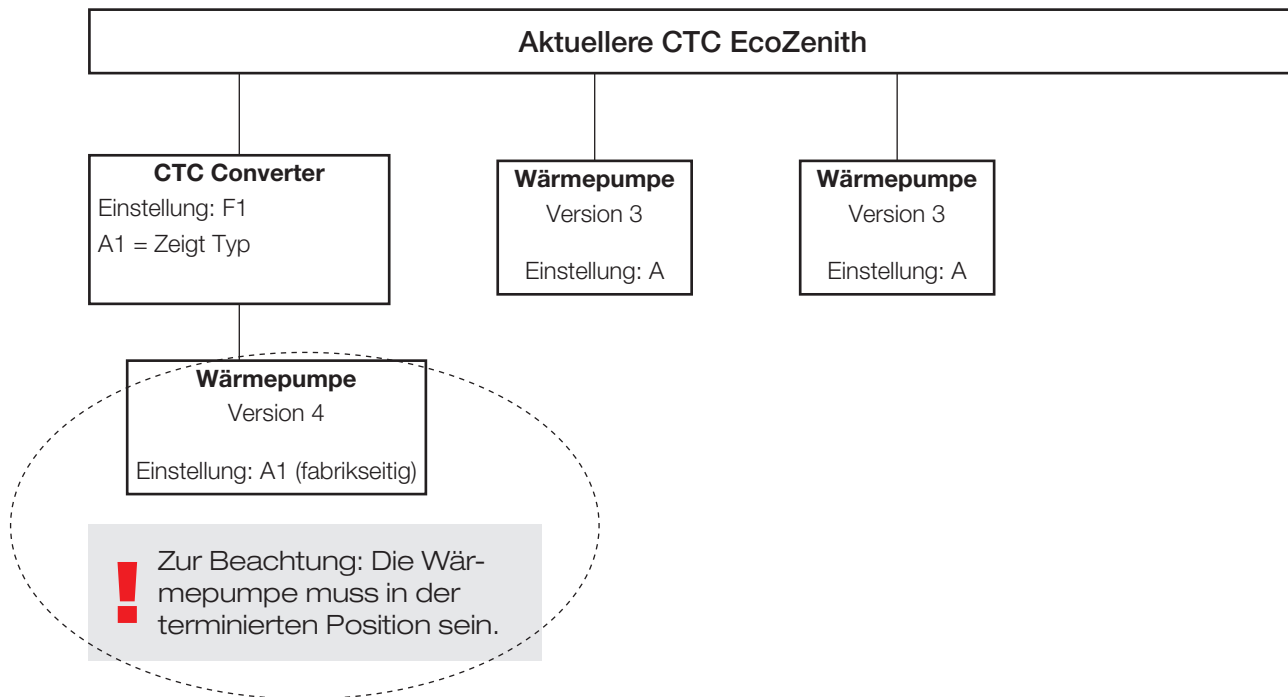 Aktuellere CTC EcoZenith
CTC Converter
Einstellung: F1
A1 = Zeigt Typ
Wärmepumpe
Version 3
Einstellung: A
Wärmepumpe
Version 3
Einstellung: A
Wärmepumpe
Version 4
Einstellung: A1 (fabrikseitig)
! Zur Beachtung: Die Wär-
mepumpe muss in der
terminierten Position sein.